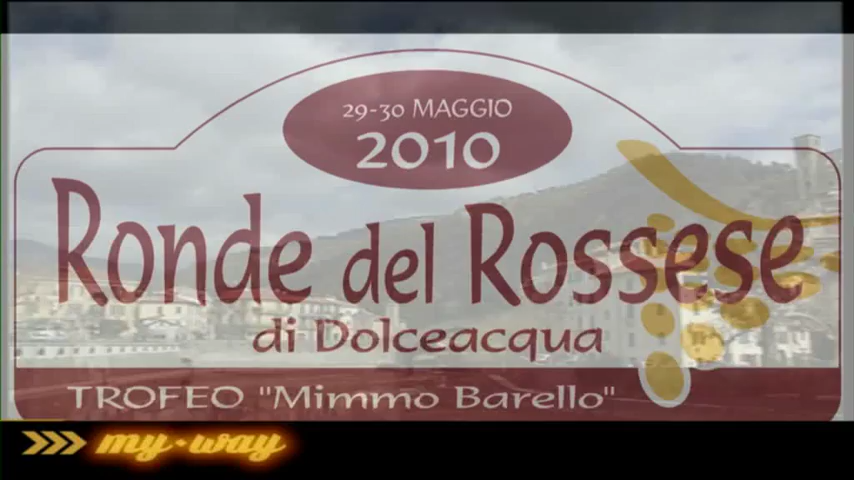 29-30 MAGGIO
2010
Ronde del Rossese
di Dolceacqua
TROFEO "Mimmo Barello"
my·way